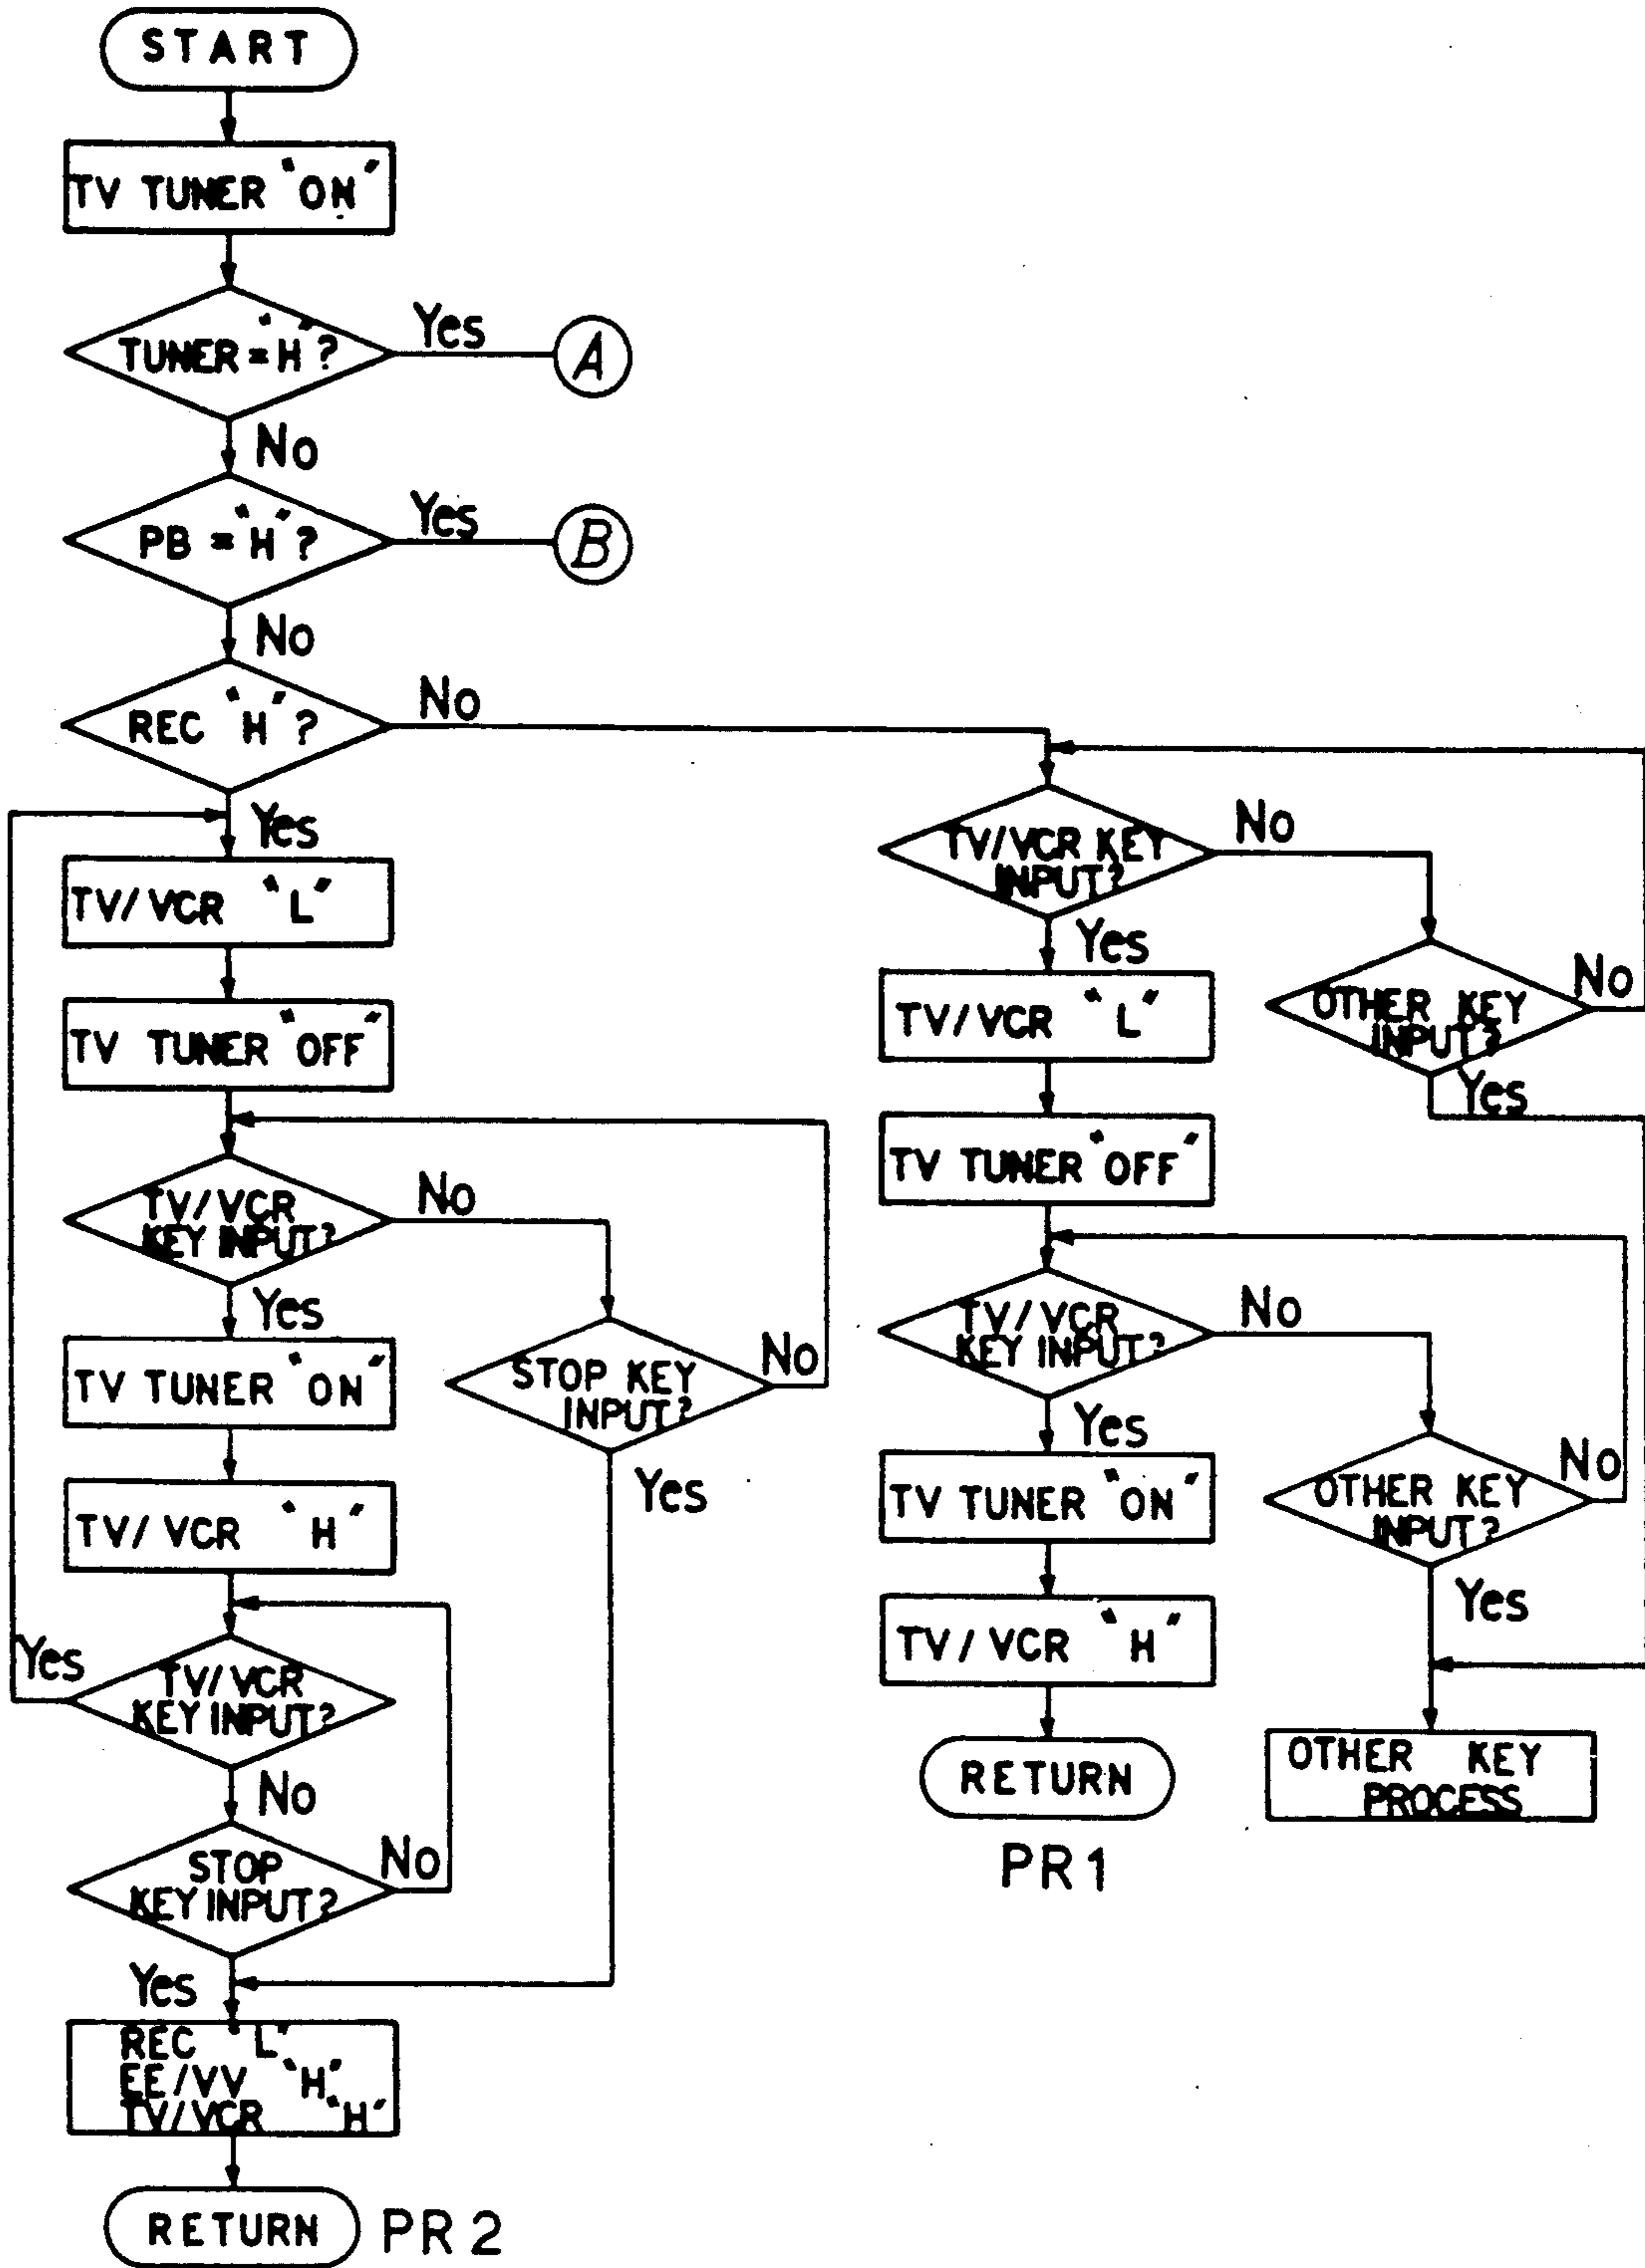 START
TV TUNER "ON"
TUNER="H"?
Yes
A
No
PB="H"?
Yes
B
No
REC "H"?
No
Yes
TV/VCR "L"
TV TUNER "OFF"
TV/VCR
KEY INPUT?
No
Yes
STOP KEY
INPUT?
No
Yes
TV TUNER "ON"
TV/VCR "H"
TV/VCR
KEY INPUT?
Yes
No
STOP
KEY INPUT?
No
Yes
REC "L"
EE/VV "H"
TV/VCR "H"
RETURN
PR2
TV/VCR KEY
INPUT?
No
Yes
OTHER KEY
INPUT?
No
Yes
TV/VCR "L"
TV TUNER "OFF"
TV/VCR
KEY INPUT?
No
Yes
OTHER KEY
INPUT?
No
Yes
TV TUNER "ON"
TV/VCR "H"
RETURN
PR1
OTHER KEY
PROCESS